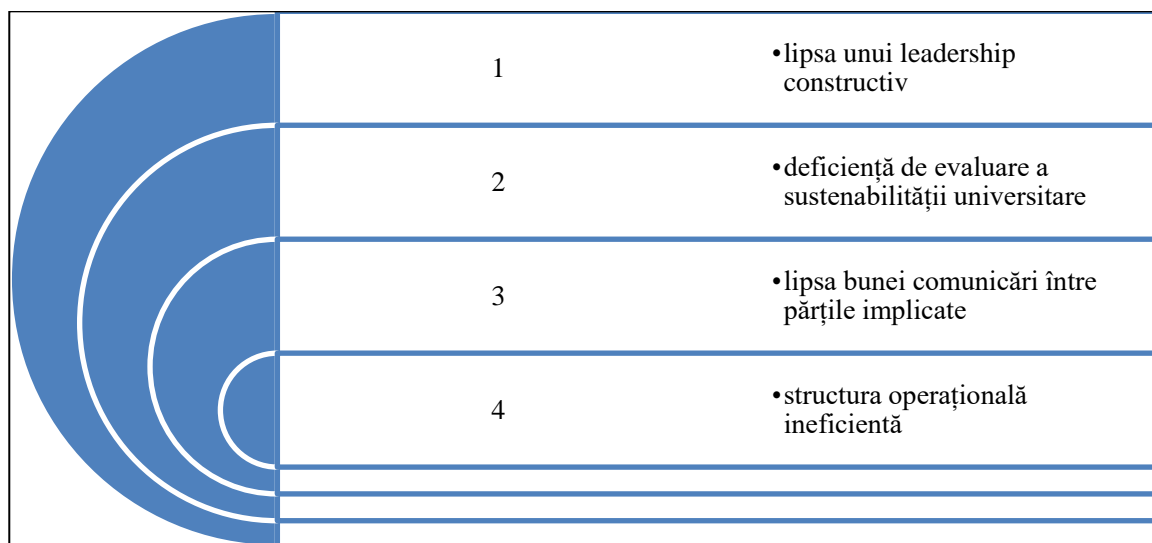 1
•lipsa unui leadership
constructiv
2
•deficiență de evaluare a
sustenabilității universitare
3
•lipsa bunei comunicări între
părțile implicate
4
•structura operațională
ineficientă